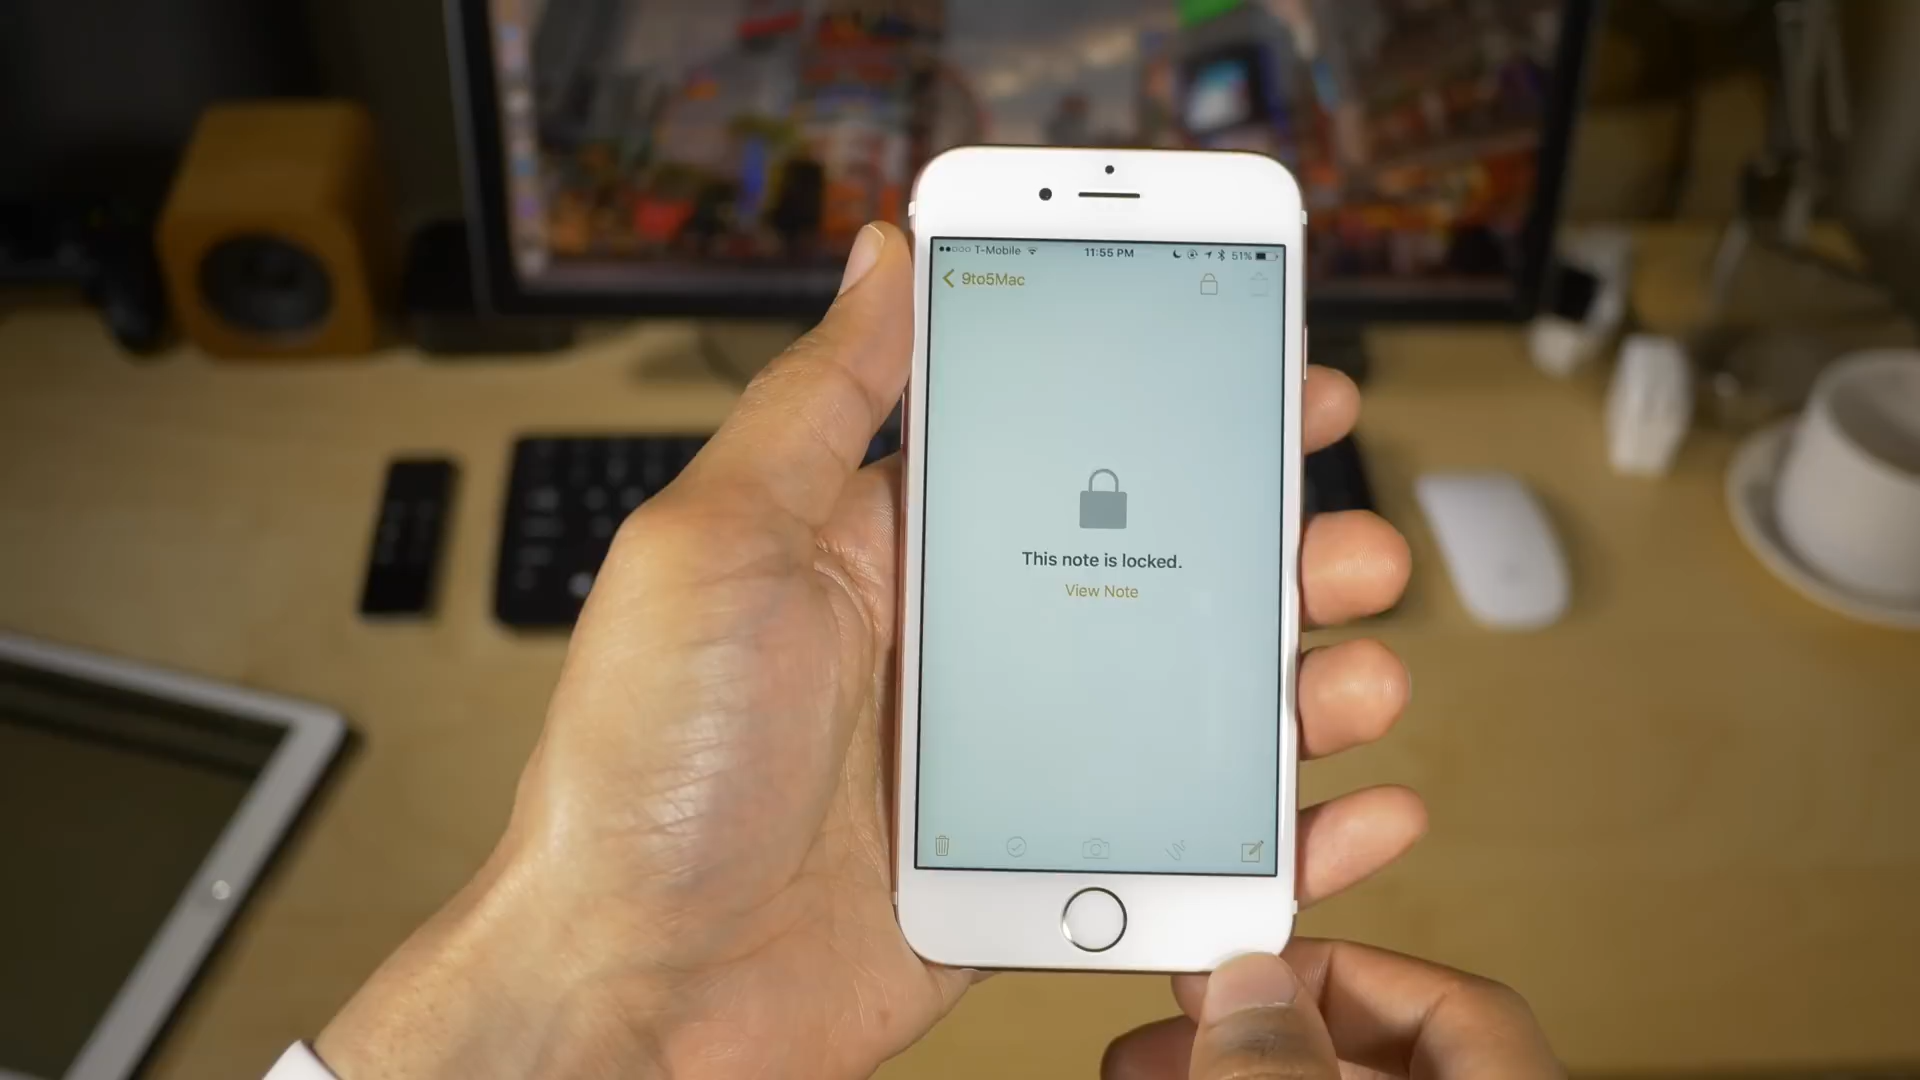 T-Mobile 11:55 PM 51%
9to5Mac
This note is locked.
View Note